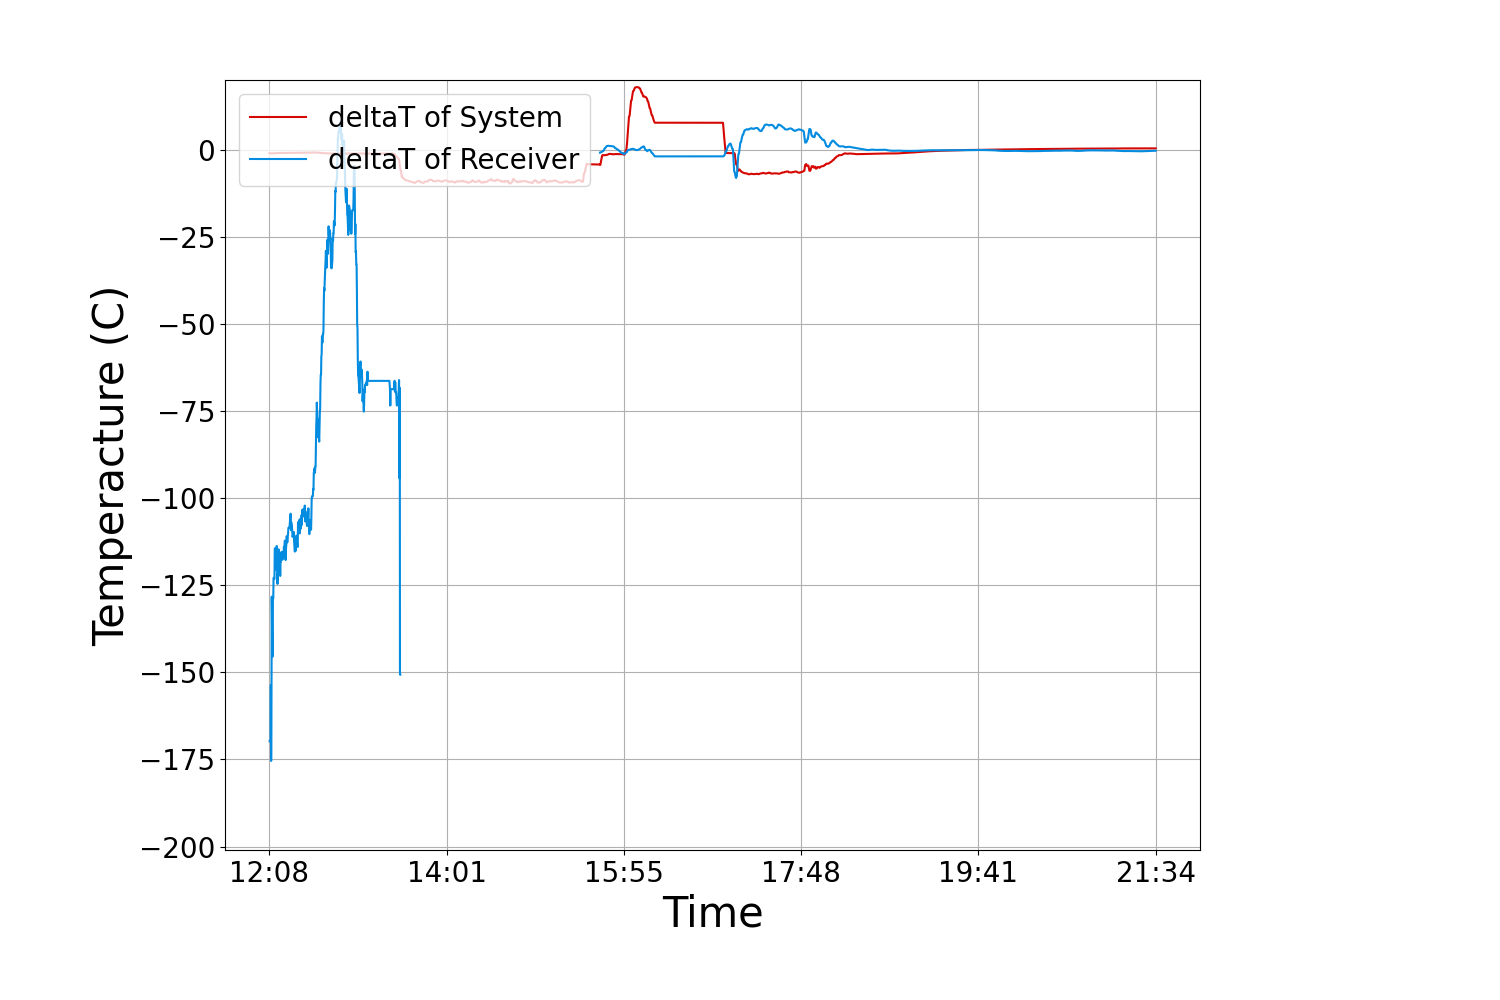 deltaT of System
deltaT of Receiver
0
−25
−50
−75
−100
−125
−150
−175
−200
Temperacture (C)
12:08 14:01 15:55 17:48 19:41 21:34
Time